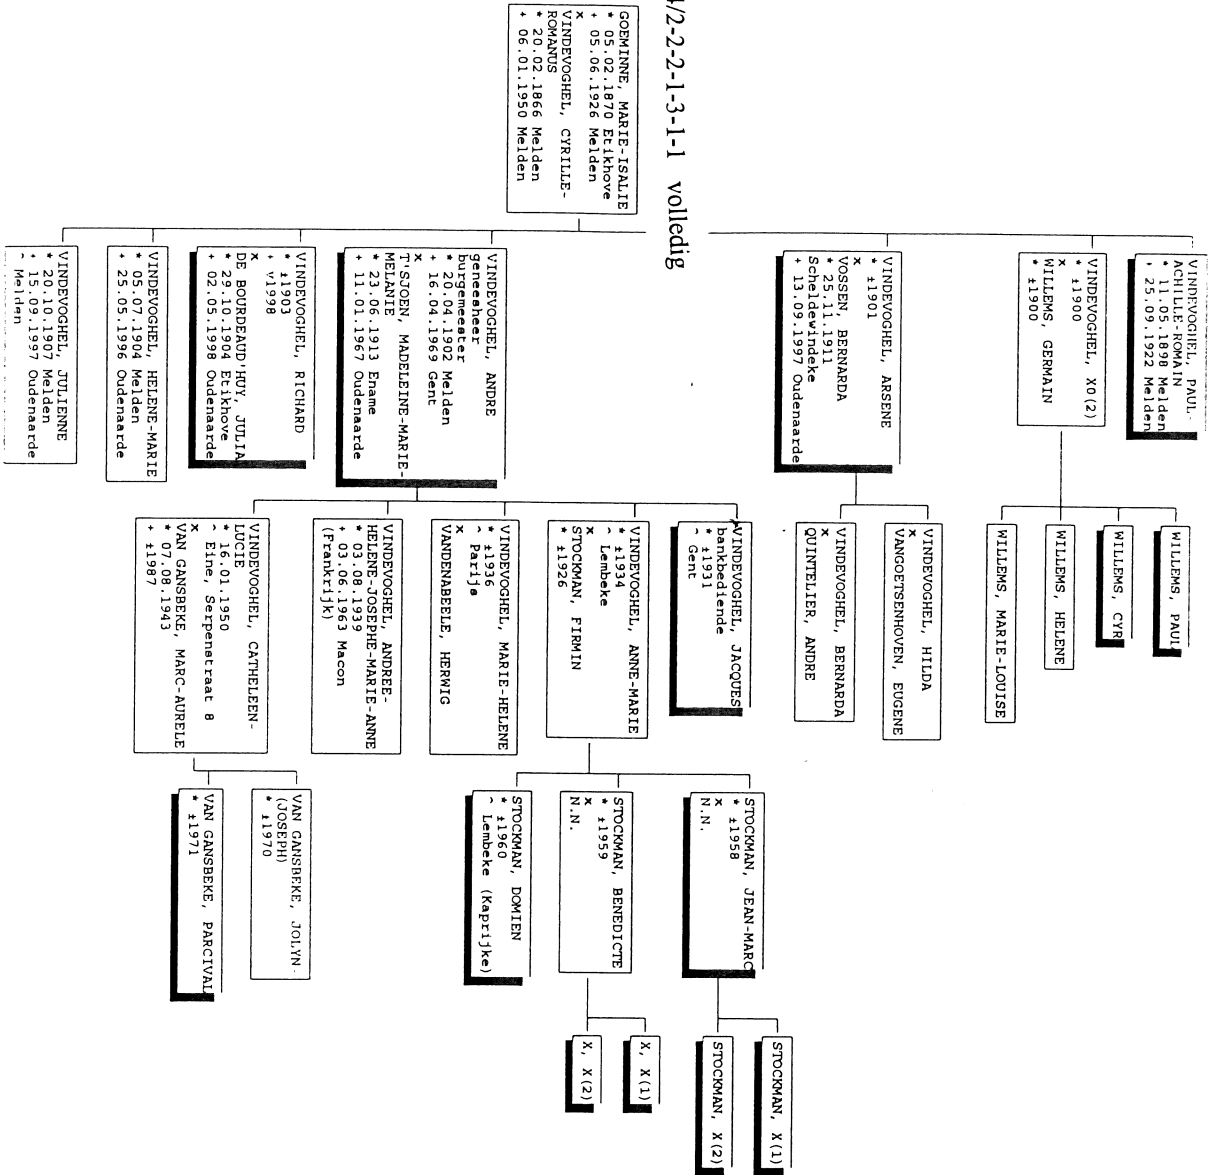 4/2-2-2-1-3-1-1 volledig
GOEMINNE, MARIE-ISALIE
* 05.02.1870 Etikhove
+ 05.06.1926 Melden
x
VINDEVOGHEL, CYRILLE-
ROMANUS
* 20.02.1866 Melden
+ 06.01.1950 Melden
VINDEVOGHEL, PAUL-
ACHILLE-ROMAIN
* 11.05.1898 Melden
+ 25.09.1922 Melden
VINDEVOGHEL, X0(2)
* ±1900
x
WILLEMS, GERMAIN
* ±1900
WILLEMS, PAUL
WILLEMS, CYR
WILLEMS, HELENE
WILLEMS, MARIE-LOUISE
VINDEVOGHEL, ARSENE
* ±1901
x
VOSSEN, BERNARDA
* 25.11.1911
Scheldewindeke
+ 13.09.1997 Oudenaarde
VINDEVOGHEL, HILDA
x
VANGOETSENHOVEN, EUGENE
VINDEVOGHEL, BERNARDA
x
QUINTELIER, ANDRE
VINDEVOGHEL, ANDRE
geneesheer
burgemeester
* 20.04.1902 Melden
+ 16.04.1969 Gent
x
T'SJOEN, MADELEINE-MARIE-
MELANIE
* 23.06.1913 Ename
+ 11.01.1967 Oudenaarde
VINDEVOGHEL, JACQUES
bankbediende
* ±1931
^ Gent
VINDEVOGHEL, ANNE-MARIE
* ±1934
^ Lembeke
x
STOCKMAN, FIRMIN
* ±1926
STOCKMAN, JEAN-MARC
* ±1958
x
N.N.
STOCKMAN, X(1)
STOCKMAN, X(2)
STOCKMAN, BENEDICTE
* ±1959
x
N.N.
X, X(1)
X, X(2)
STOCKMAN, DOMIEN
* ±1960
^ Lembeke (Kaprijke)
VINDEVOGHEL, MARIE-HELENE
* ±1936
^ Parijs
x
VANDENABEELE, HERWIG
VINDEVOGHEL, ANDREE-
HELENE-JOSEPHE-MARIE-ANNE
* 03.08.1939
+ 03.06.1963 Macon
(Frankrijk)
VINDEVOGHEL, CATHELEEN-
LUCIE
* 16.01.1950
^ Eine, Serpenstraat 8
x
VAN GANSBEKE, MARC-AURELE
* 07.08.1943
+ ±1987
VAN GANSBEKE, JOLYN-
(JOSEPH)
* ±1970
VAN GANSBEKE, PARCIVAL
* ±1971
VINDEVOGHEL, RICHARD
* ±1903
+ v1998
x
DE BOURDEAUD'HUY, JULIA
* 29.10.1904 Etikhove
+ 02.05.1998 Oudenaarde
VINDEVOGHEL, HELENE-MARIE
* 05.07.1904 Melden
+ 25.05.1996 Oudenaarde
VINDEVOGHEL, JULIENNE
* 20.10.1907 Melden
+ 15.09.1997 Oudenaarde
^ Melden